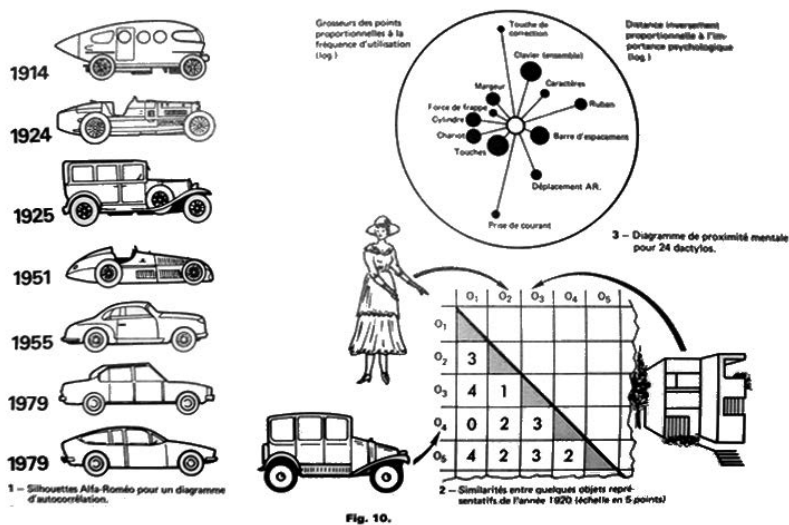 1914
1924
1925
1951
1955
1979
1979
1 – Silhouettes Alfa-Roméo pour un diagramme
d'autocorrélation.
Grosseurs des points
proportionnelles à la
fréquence d'utilisation
(log.)
Distance inversement
proportionnelle à l'im-
portance psychologique
(log.)
Touche de
correction
Clavier (ensemble)
Caractères
Margeur
Ruban
Force de frappe
Cylindre
Chariot
Barre d'espacement
Touches
Déplacement AR.
Prise de courant
3 – Diagramme de proximité mentale
pour 24 dactylos.
O1 O2 O3 O4 O5
O1
O2 3
O3 4 1
O4 0 2 3
O5 4 2 3 2
2 – Similarités entre quelques objets repré-
sentatifs de l'année 1920 (échelle en 5 points)
Fig. 10.